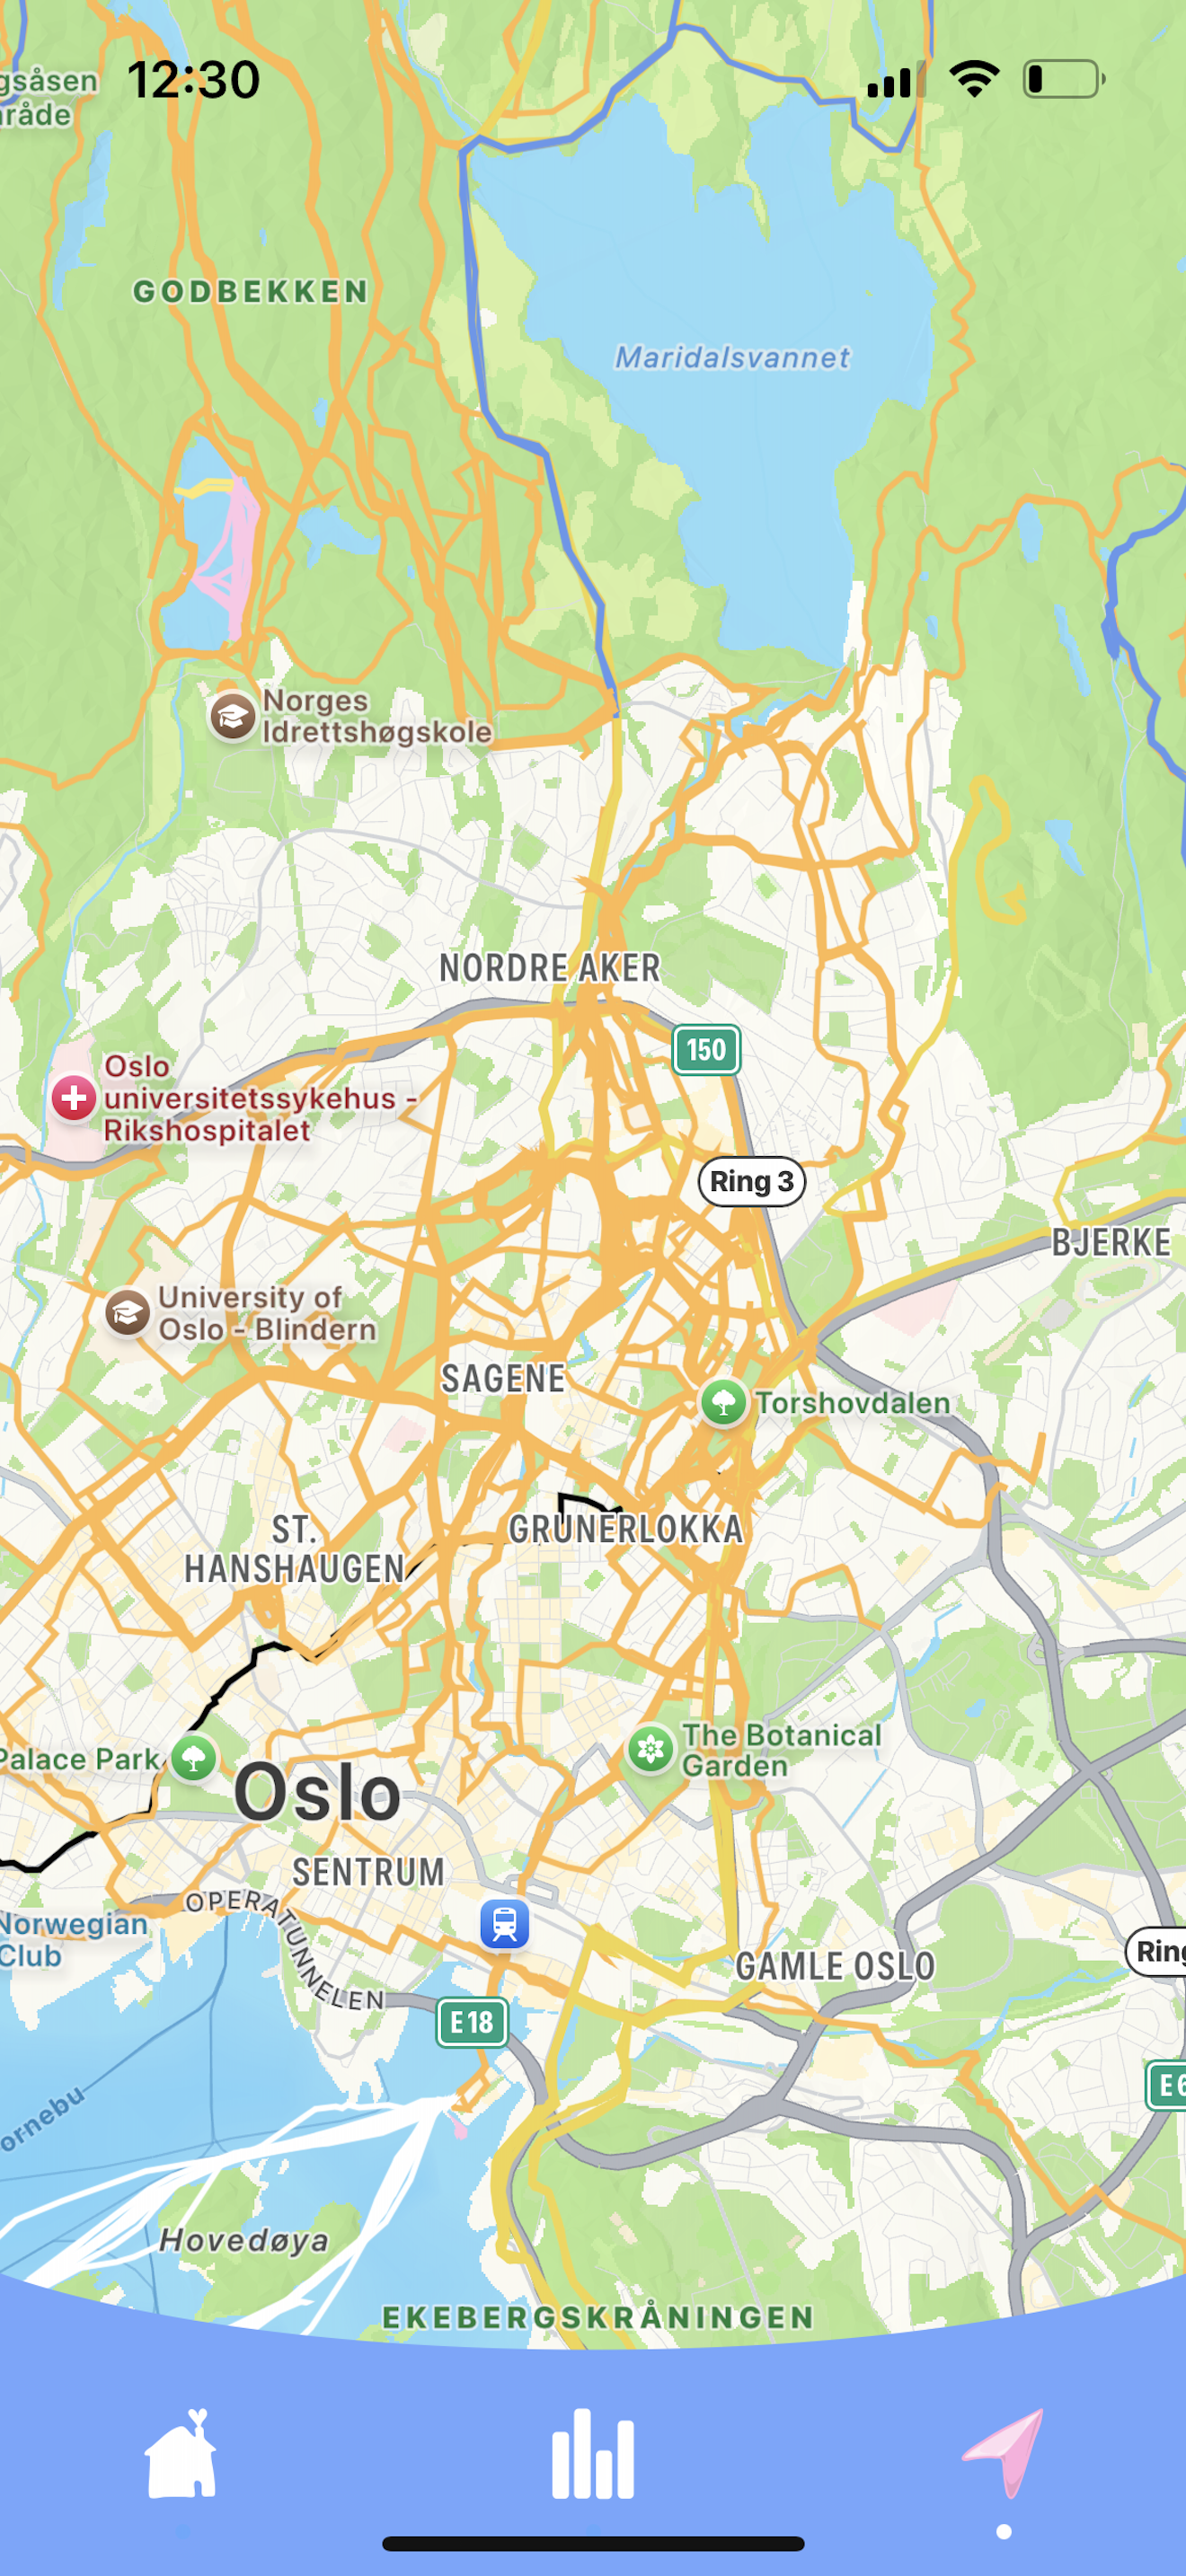 gsåsen
råde
12:30
GODBEKKEN
Maridalsvannet
Norges
Idrettshøgskole
NORDRE AKER
150
Oslo
universitetssykehus -
Rikshospitalet
Ring 3
BJERKE
University of
Oslo - Blindern
SAGENE
Torshovdalen
GRÜNERLØKKA
ST.
HANSHAUGEN
Palace Park
The Botanical
Garden
Oslo
SENTRUM
OPERATUNNELEN
Norwegian
Club
GAMLE OSLO
Ring
E 18
E 6
ornebu
Hovedøya
EKEBERGSKRÅNINGEN